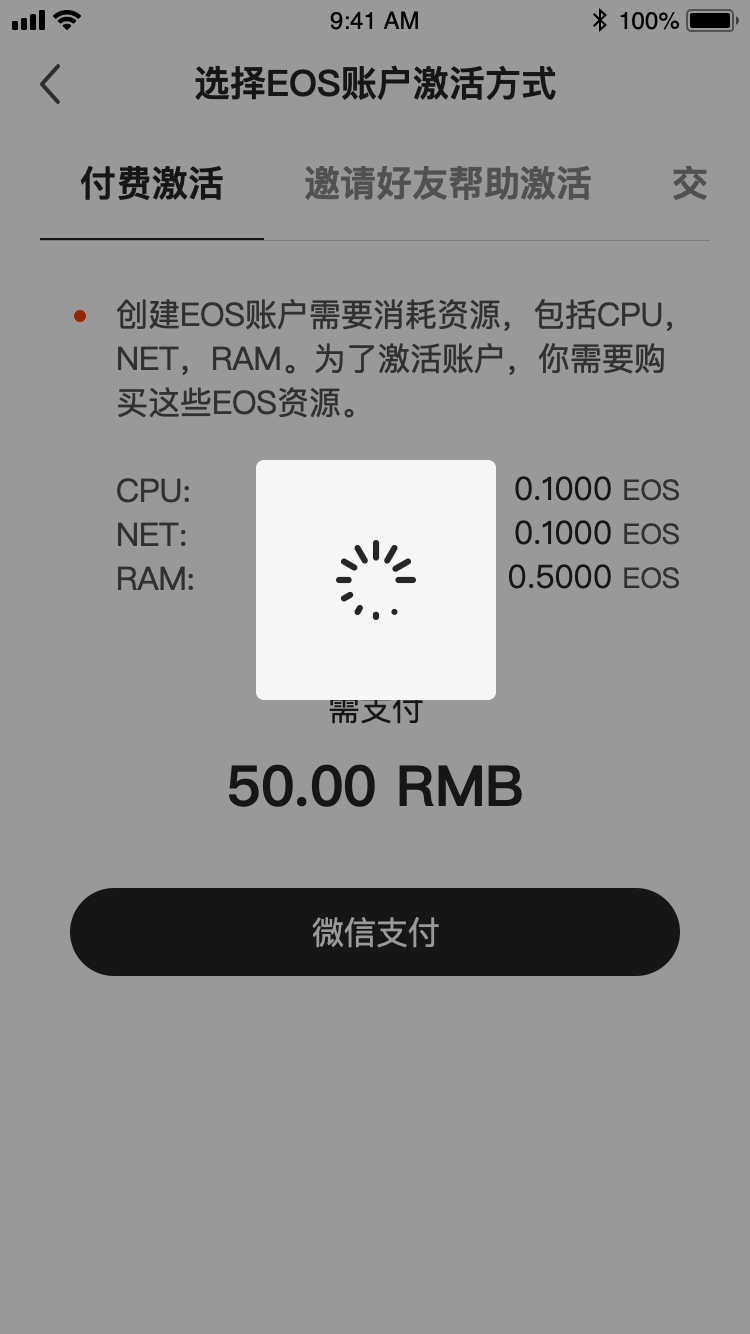 9:41 AM 100%
选择EOS账户激活方式
付费激活 邀请好友帮助激活 交
创建EOS账户需要消耗资源，包括CPU，
NET，RAM。为了激活账户，你需要购
买这些EOS资源。
CPU: 0.1000 EOS
NET: 0.1000 EOS
RAM: 0.5000 EOS
需支付
50.00 RMB
微信支付